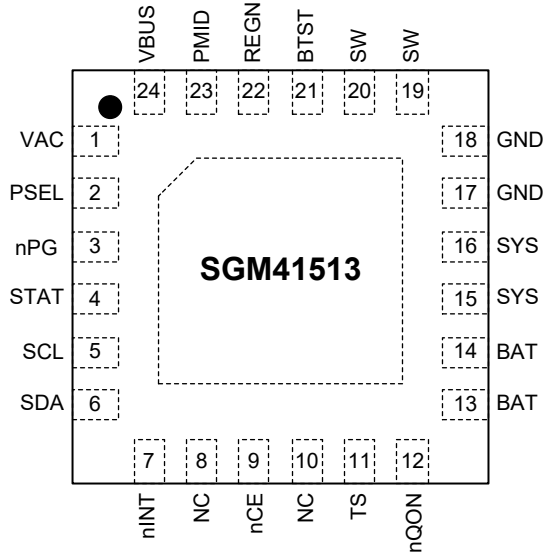 VBUS PMID REGN BTST SW SW
24 23 22 21 20 19
VAC 1 18 GND
PSEL 2 17 GND
nPG 3 16 SYS
STAT 4 15 SYS
SCL 5 14 BAT
SDA 6 13 BAT
SGM41513
7 8 9 10 11 12
nINT NC nCE NC TS nQON